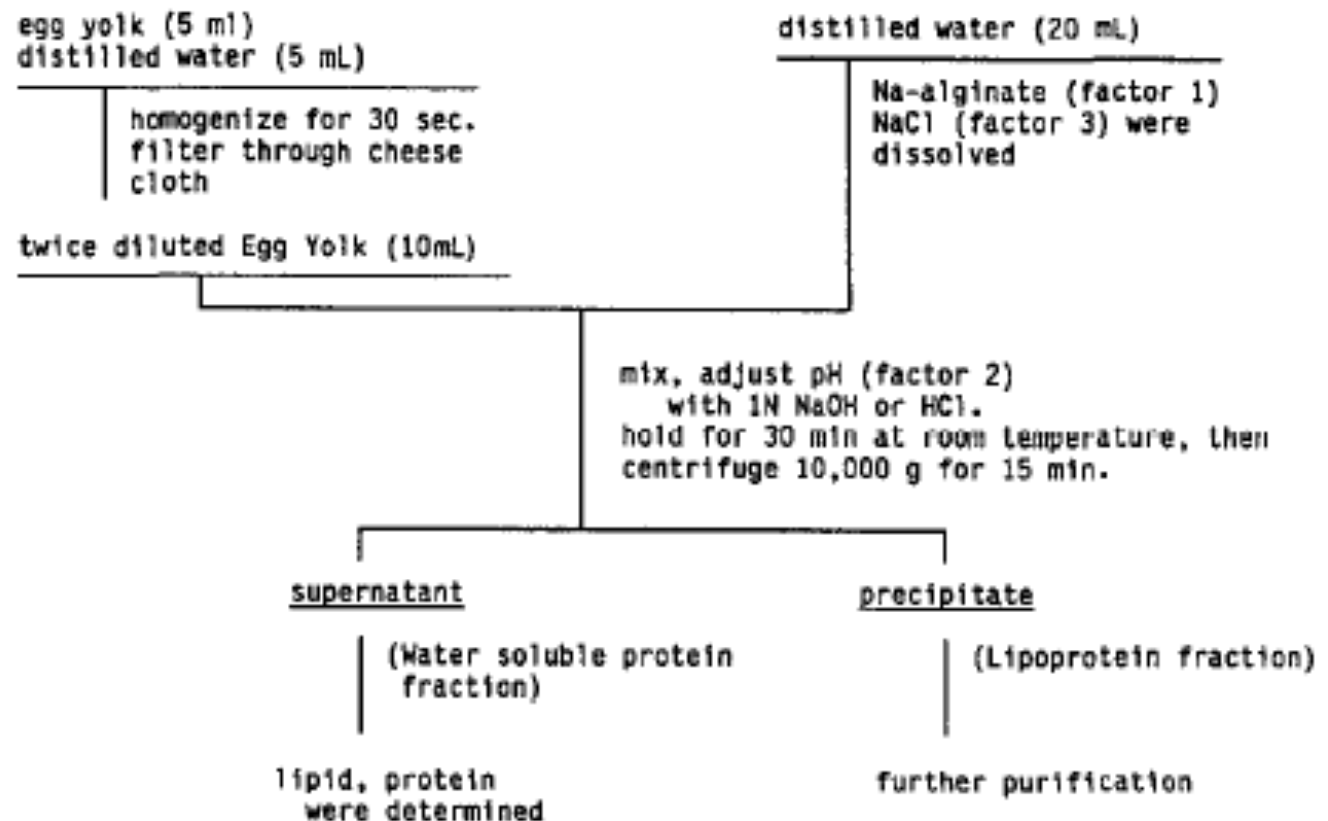 egg yolk (5 ml)
distilled water (5 mL)
homogenize for 30 sec.
filter through cheese
cloth
twice diluted Egg Yolk (10mL)
distilled water (20 mL)
Na-alginate (factor 1)
NaCl (factor 3) were
dissolved
mix, adjust pH (factor 2)
with 1N NaOH or HCl.
hold for 30 min at room temperature, then
centrifuge 10,000 g for 15 min.
supernatant
(Water soluble protein
fraction)
lipid, protein
were determined
precipitate
(Lipoprotein fraction)
further purification